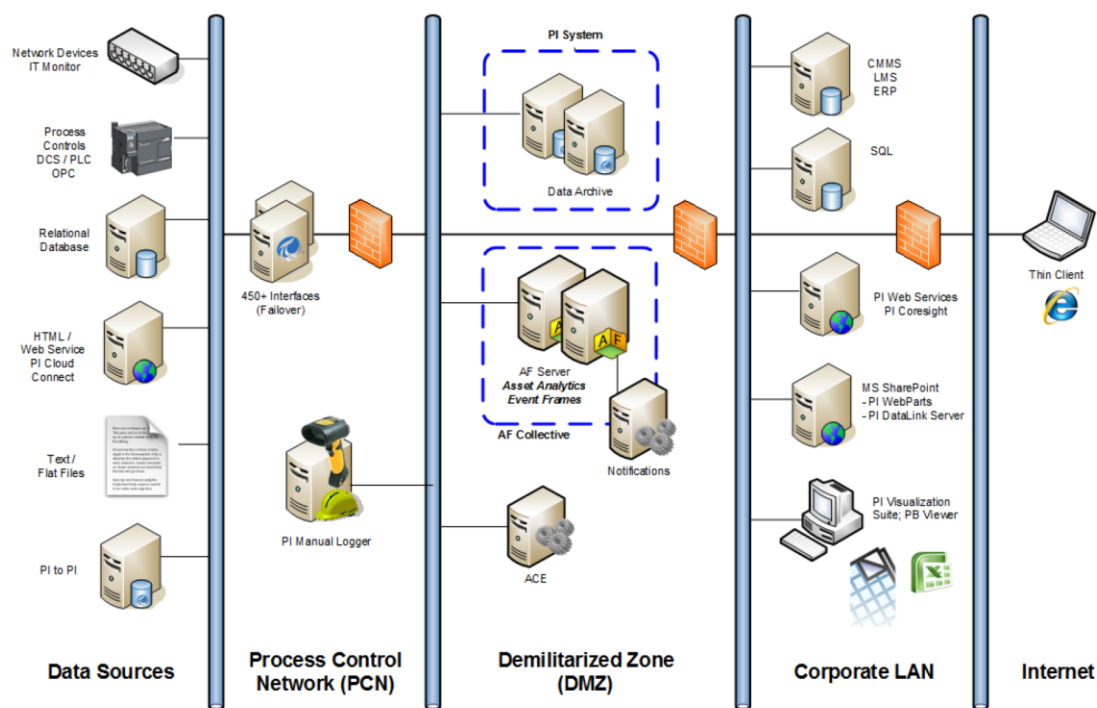 Network Devices
IT Monitor
Process
Controls
DCS / PLC
OPC
Relational
Database
HTML /
Web Service
PI Cloud
Connect
Text /
Flat Files
PI to PI
Data Sources
450+ Interfaces
(Failover)
PI Manual Logger
Process Control
Network (PCN)
PI System
Data Archive
A
A F
AF Server
Asset Analytics
Event Frames
AF Collective
Notifications
ACE
Demilitarized Zone
(DMZ)
CMMS
LMS
ERP
SQL
PI Web Services
PI Coresight
MS SharePoint
- PI WebParts
- PI DataLink Server
PI Visualization
Suite; PB Viewer
Corporate LAN
Thin Client
Internet